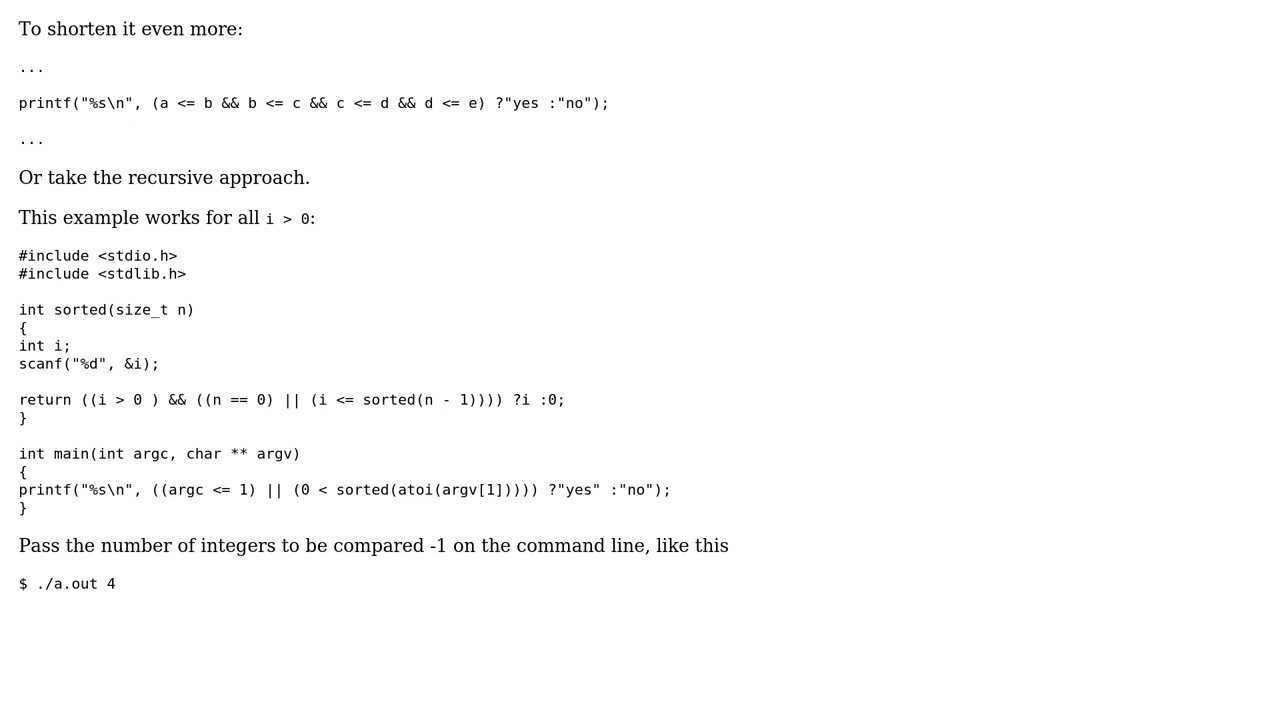 To shorten it even more:
...
printf("%s\n", (a <= b && b <= c && c <= d && d <= e) ?"yes :"no");
...
Or take the recursive approach.
This example works for all i > 0:
#include <stdio.h>
#include <stdlib.h>
int sorted(size_t n)
{
int i;
scanf("%d", &i);
return ((i > 0 ) && ((n == 0) || (i <= sorted(n - 1)))) ?i :0;
}
int main(int argc, char ** argv)
{
printf("%s\n", ((argc <= 1) || (0 < sorted(atoi(argv[1])))) ?"yes" :"no");
}
Pass the number of integers to be compared -1 on the command line, like this
$ ./a.out 4